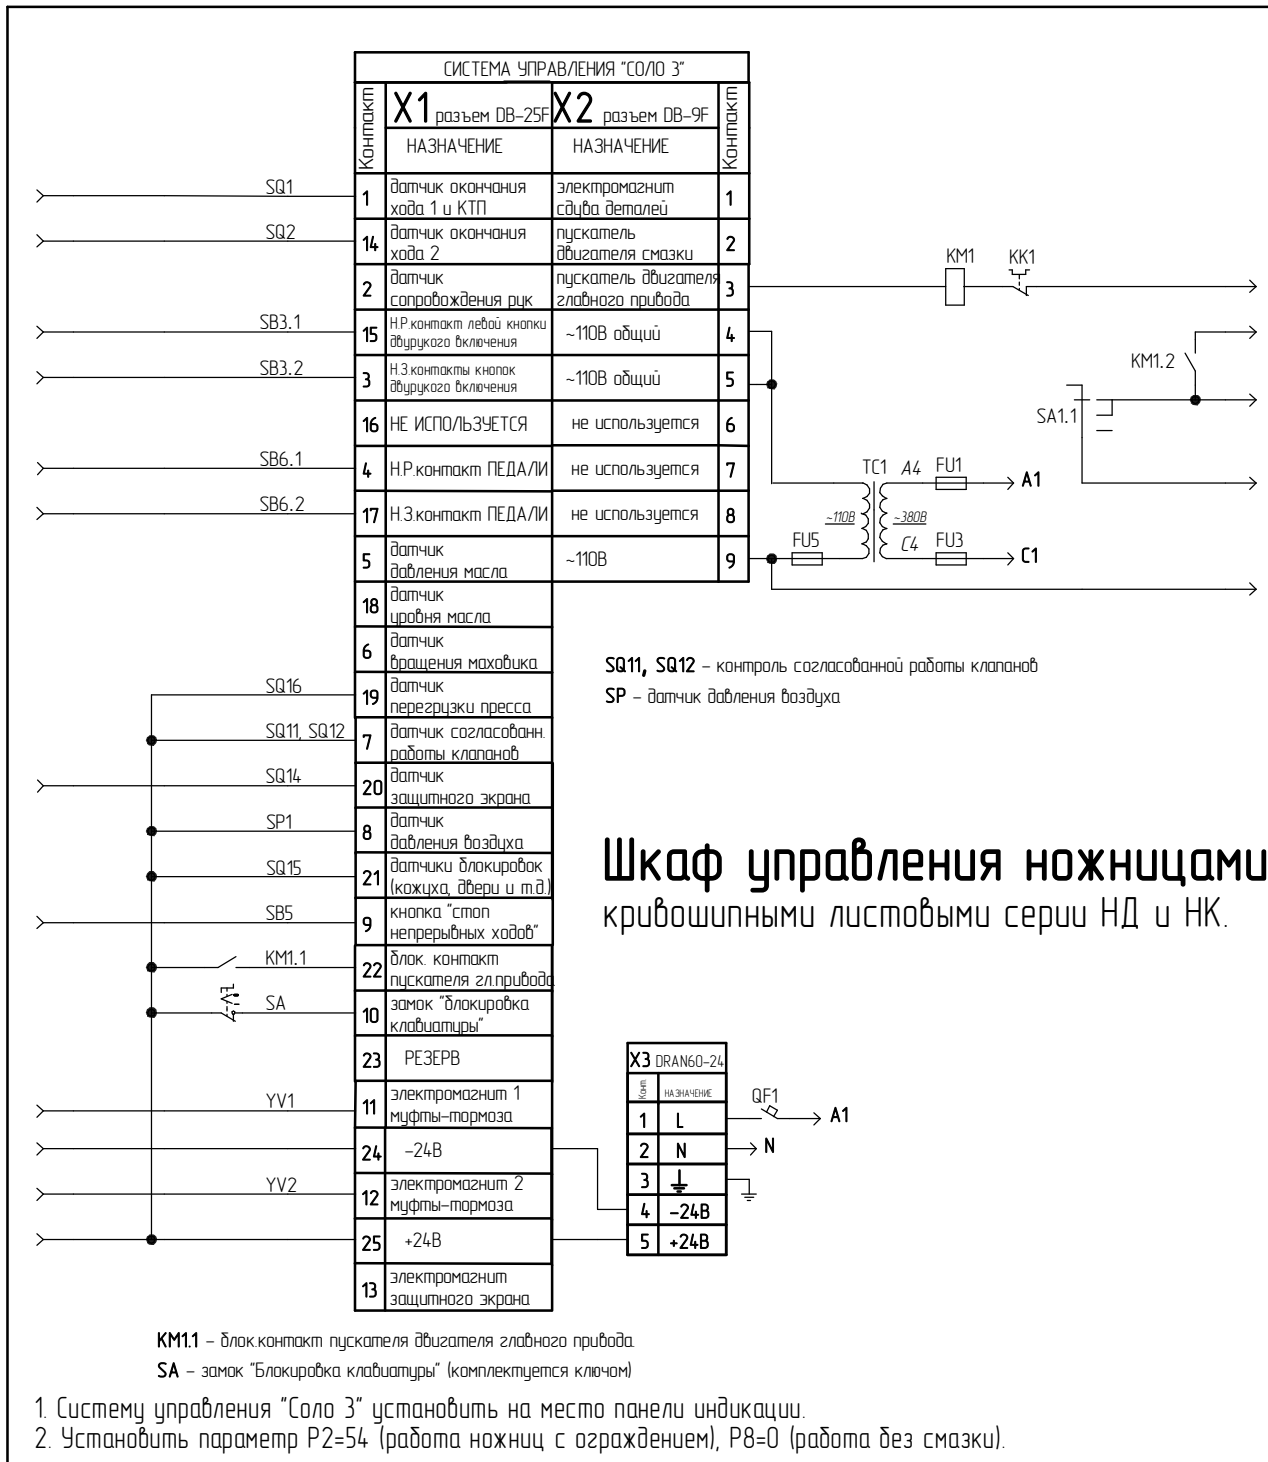 СИСТЕМА УПРАВЛЕНИЯ "СОЛО 3"
Контакт
X1 разъем DB-25F
X2 разъем DB-9F
Контакт
НАЗНАЧЕНИЕ
НАЗНАЧЕНИЕ
SQ1
1
датчик окончания
хода 1 и КТП
электромагнит
сдува деталей
1
SQ2
14
датчик окончания
хода 2
пускатель
двигателя смазки
2
2
датчик
сопровождения рук
пускатель двигателя
главного привода
3
KM1
KK1
SB3.1
15
Н.Р.контакт левой кнопки
двурукого включения
~110В общий
4
SB3.2
3
Н.З.контакты кнопок
двурукого включения
~110В общий
5
KM1.2
SA1.1
16
НЕ ИСПОЛЬЗУЕТСЯ
не используется
6
SB6.1
4
Н.Р.контакт ПЕДАЛИ
не используется
7
TC1
A4
FU1
A1
SB6.2
17
Н.З.контакт ПЕДАЛИ
не используется
8
~110В
~380В
5
датчик
давления масла
~110В
9
FU5
C4
FU3
C1
18
датчик
уровня масла
6
датчик
вращения маховика
SQ11, SQ12 – контроль согласованной работы клапанов
SP – датчик давления воздуха
SQ16
19
датчик
перегрузки пресса
SQ11, SQ12
7
датчик согласованн.
работы клапанов
SQ14
20
датчик
защитного экрана
SP1
8
датчик
давления воздуха
SQ15
21
датчики блокировок
(кожуха, двери и т.д.)
Шкаф управления ножницами
кривошипными листовыми серии НД и НК.
SB5
9
кнопка "стоп
непрерывных ходов"
KM1.1
22
блок. контакт
пускателя гл.привода
SA
10
замок "блокировка
клавиатуры"
23
РЕЗЕРВ
YV1
11
электромагнит 1
муфты-тормоза
24
-24В
YV2
12
электромагнит 2
муфты-тормоза
25
+24В
13
электромагнит
защитного экрана
X3 DRAN60-24
Конт.
НАЗНАЧЕНИЕ
1
L
QF1
A1
2
N
N
3
4
-24В
5
+24В
KM1.1 – блок.контакт пускателя двигателя главного привода
SA – замок "Блокировка клавиатуры" (комплектуется ключом)
1. Систему управления "Соло 3" установить на место панели индикации.
2. Установить параметр P2=54 (работа ножниц с ограждением), P8=0 (работа без смазки).